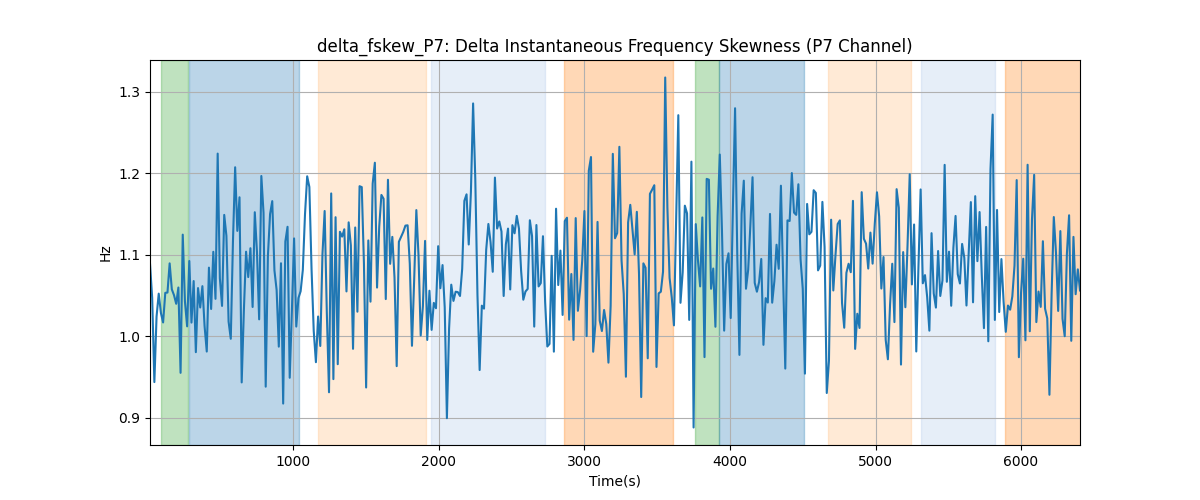 delta_fskew_P7: Delta Instantaneous Frequency Skewness (P7 Channel)
Hz
1.3
1.2
1.1
1.0
0.9
1000 2000 3000 4000 5000 6000
Time(s)